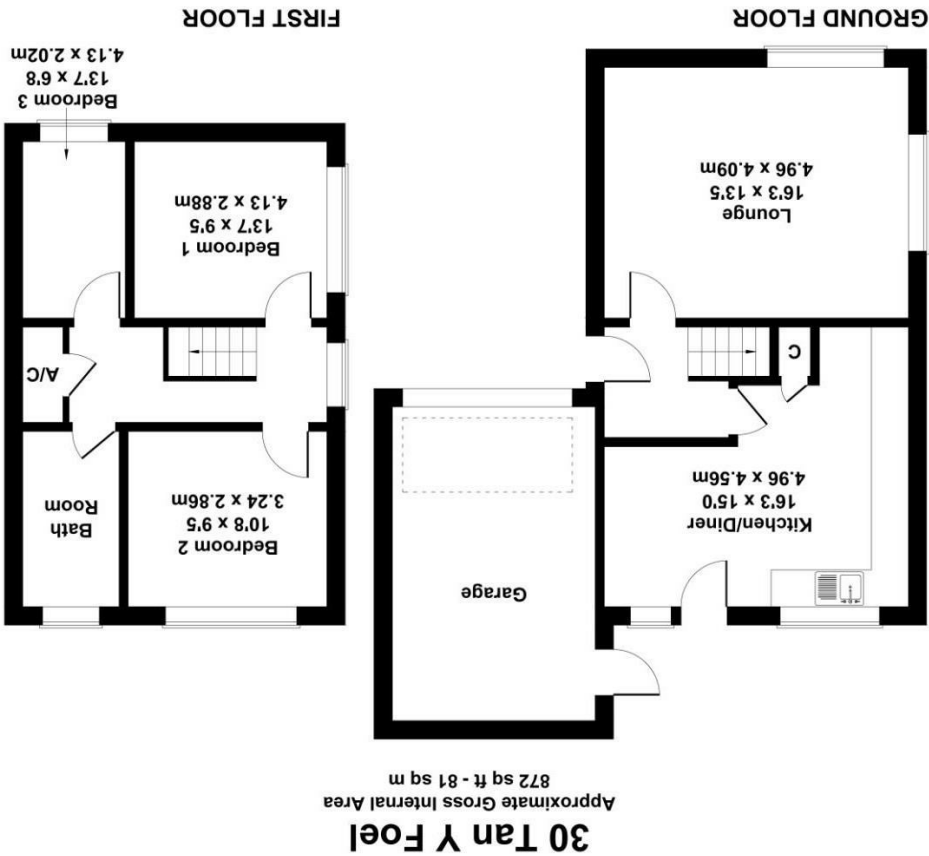 30 Tan Y Foel
Approximate Gross Internal Area
872 sq ft - 81 sq m
Kitchen/Diner
16'3 x 15'0
4.96 x 4.56m
Garage
C
Lounge
16'3 x 13'5
4.96 x 4.09m
GROUND FLOOR
Bedroom 2
10'8 x 9'5
3.24 x 2.86m
Bath
Room
A/C
Bedroom 1
13'7 x 9'5
4.13 x 2.88m
Bedroom 3
13'7 x 6'8
4.13 x 2.02m
FIRST FLOOR